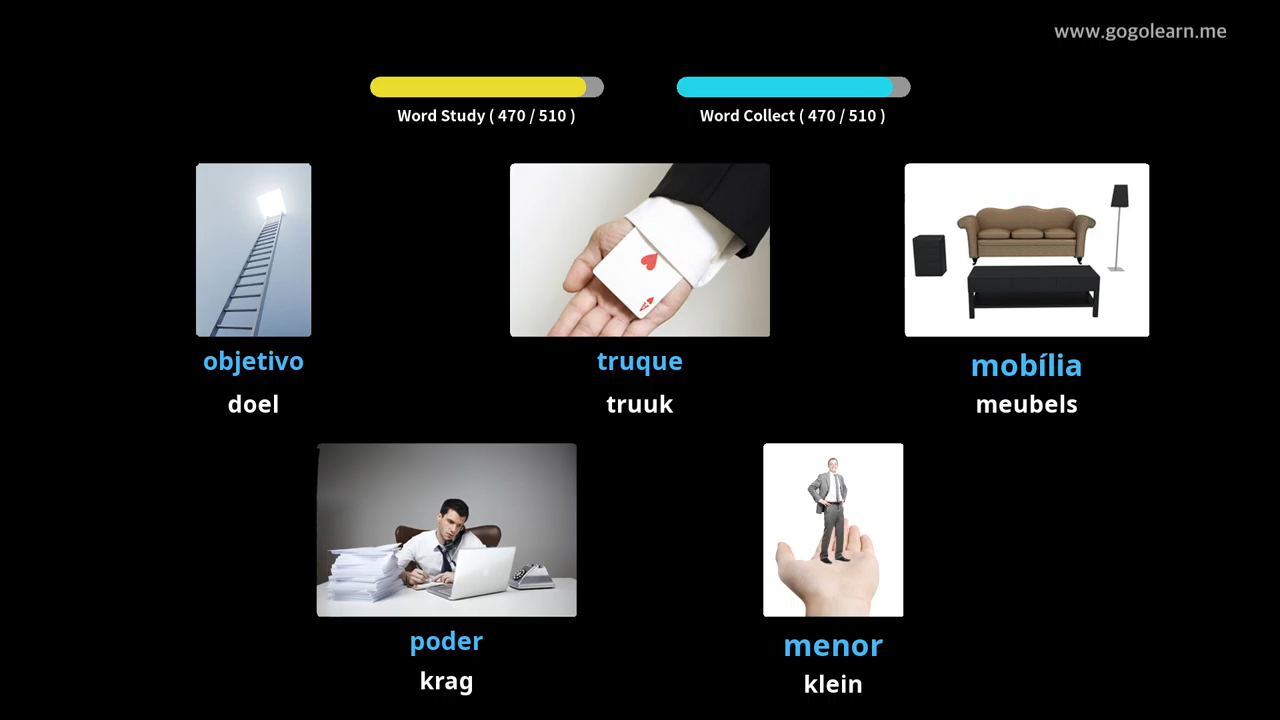 www.gogolearn.me
Word Study ( 470 / 510 )
Word Collect ( 470 / 510 )
objetivo
doel
truque
truuk
mobília
meubels
poder
krag
menor
klein